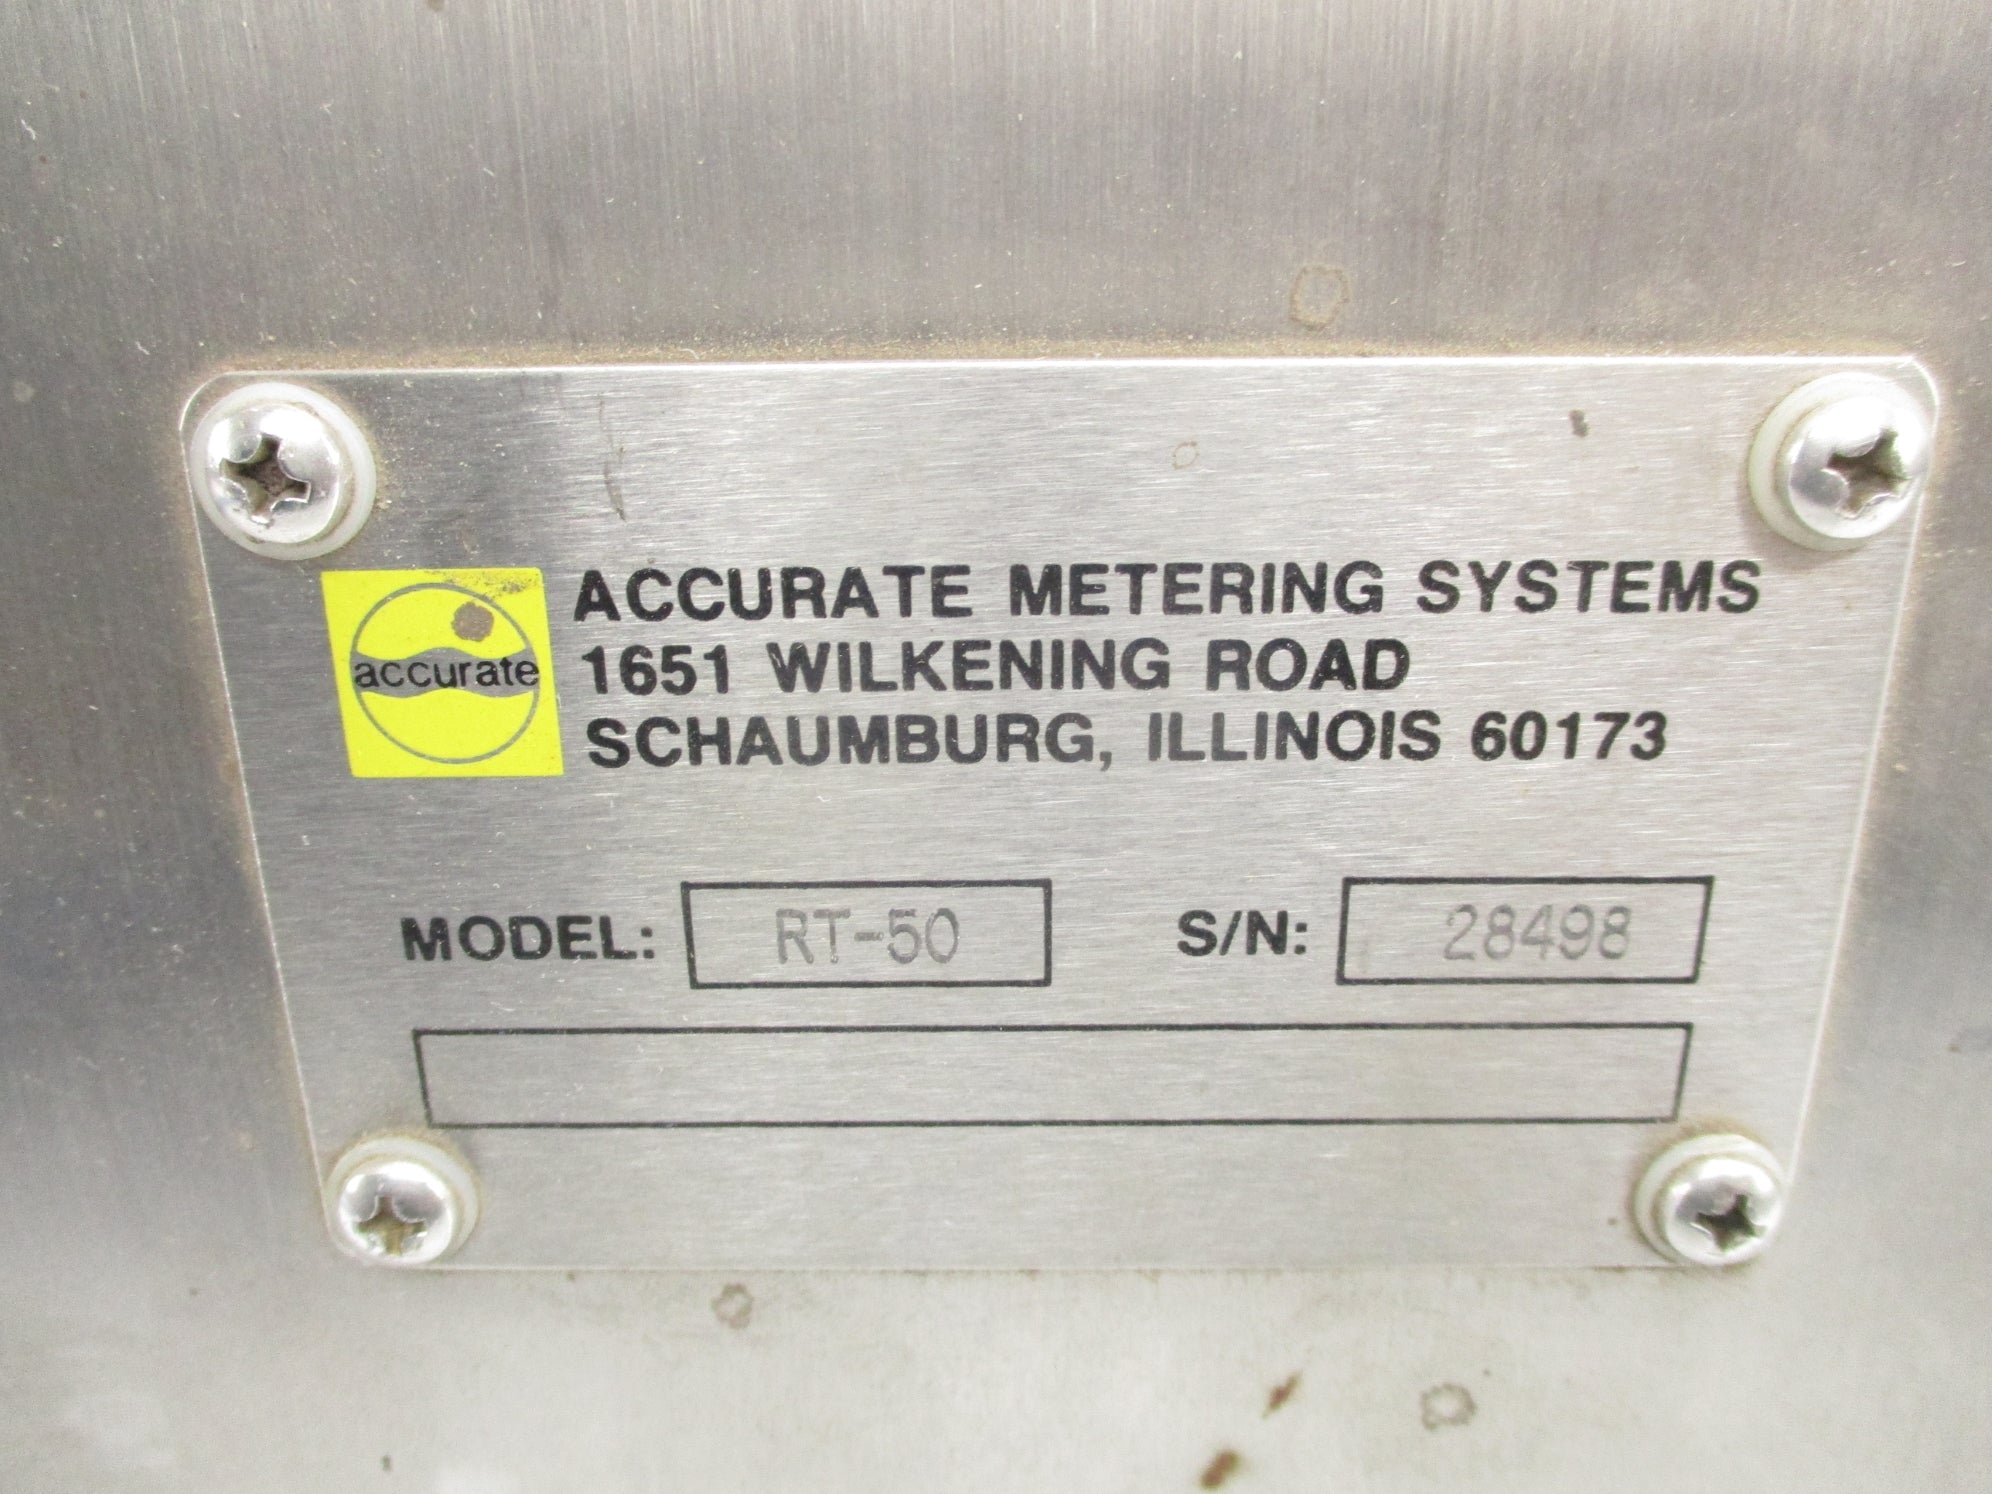 accurate
ACCURATE METERING SYSTEMS
1651 WILKENING ROAD
SCHAUMBURG, ILLINOIS 60173
MODEL: RT-50 S/N: 28498